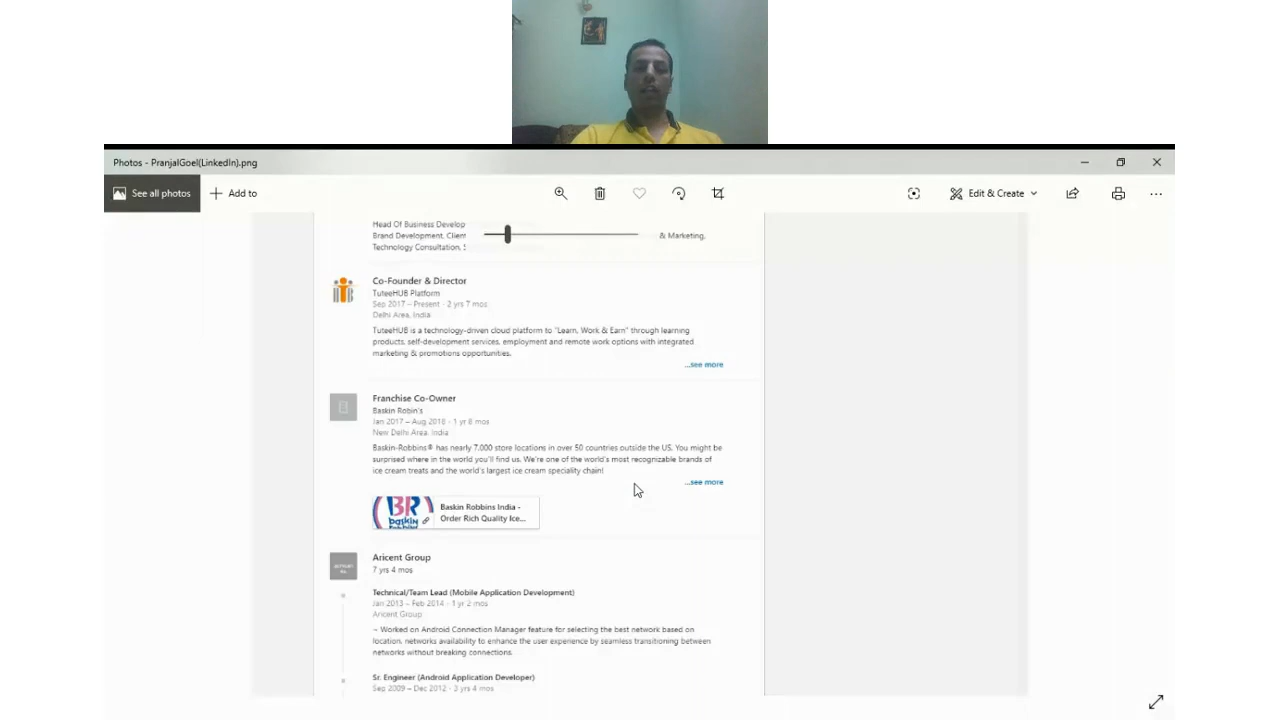 Photos - PranjalGoel(LinkedIn).png
See all photos
Add to
Edit & Create
Head Of Business Develop
Brand Development, Client & Marketing,
Technology Consultation,
Co-Founder & Director
TuteeHUB Platform
Sep 2017 – Present · 2 yrs 7 mos
Delhi Area, India
TuteeHUB is a technology-driven cloud platform to "Learn, Work & Earn" through learning
products, self-development services, employment and remote work options with integrated
marketing & promotions opportunities.
...see more
Franchise Co-Owner
Baskin Robin's
Jan 2017 – Aug 2018 · 1 yr 8 mos
New Delhi Area, India
Baskin-Robbins® has nearly 7,000 store locations in over 50 countries outside the US. You might be
surprised where in the world you'll find us. We're one of the world's most recognizable brands of
ice cream treats and the world's largest ice cream speciality chain!
...see more
BR
baskin
Baskin Robbins India -
Order Rich Quality Ice...
Aricent Group
7 yrs 4 mos
Technical/Team Lead (Mobile Application Development)
Jan 2013 – Feb 2014 · 1 yr 2 mos
Aricent Group
~ Worked on Android Connection Manager feature for selecting the best network based on
location, networks availability to enhance the user experience by seamless transitioning between
networks without breaking connections.
Sr. Engineer (Android Application Developer)
Sep 2009 – Dec 2012 · 3 yrs 4 mos